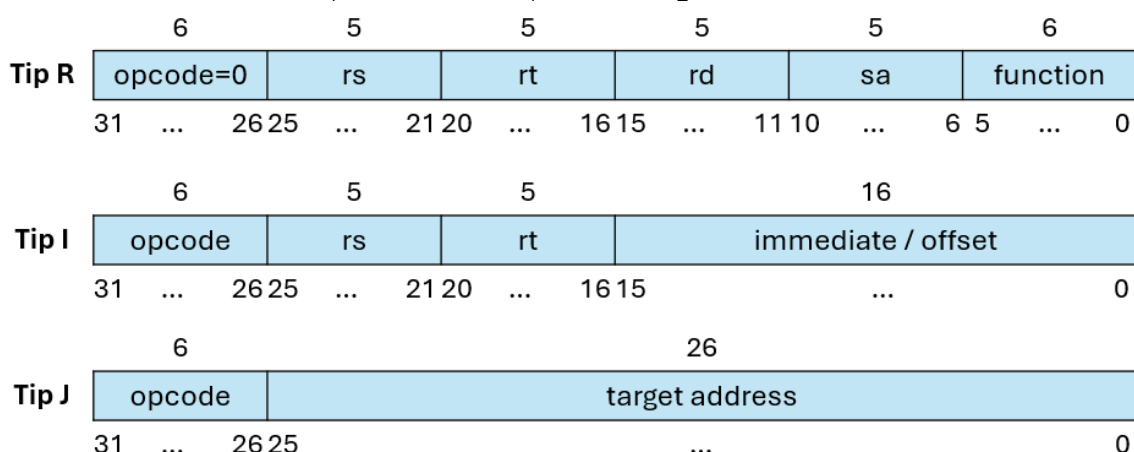 6 5 5 5 5 6
Tip R opcode=0 rs rt rd sa function
31 ... 26 25 ... 21 20 ... 16 15 ... 11 10 ... 6 5 ... 0
6 5 5 16
Tip I opcode rs rt immediate / offset
31 ... 26 25 ... 21 20 ... 16 15 ... 0
6 26
Tip J opcode target address
31 ... 26 25 ... 0